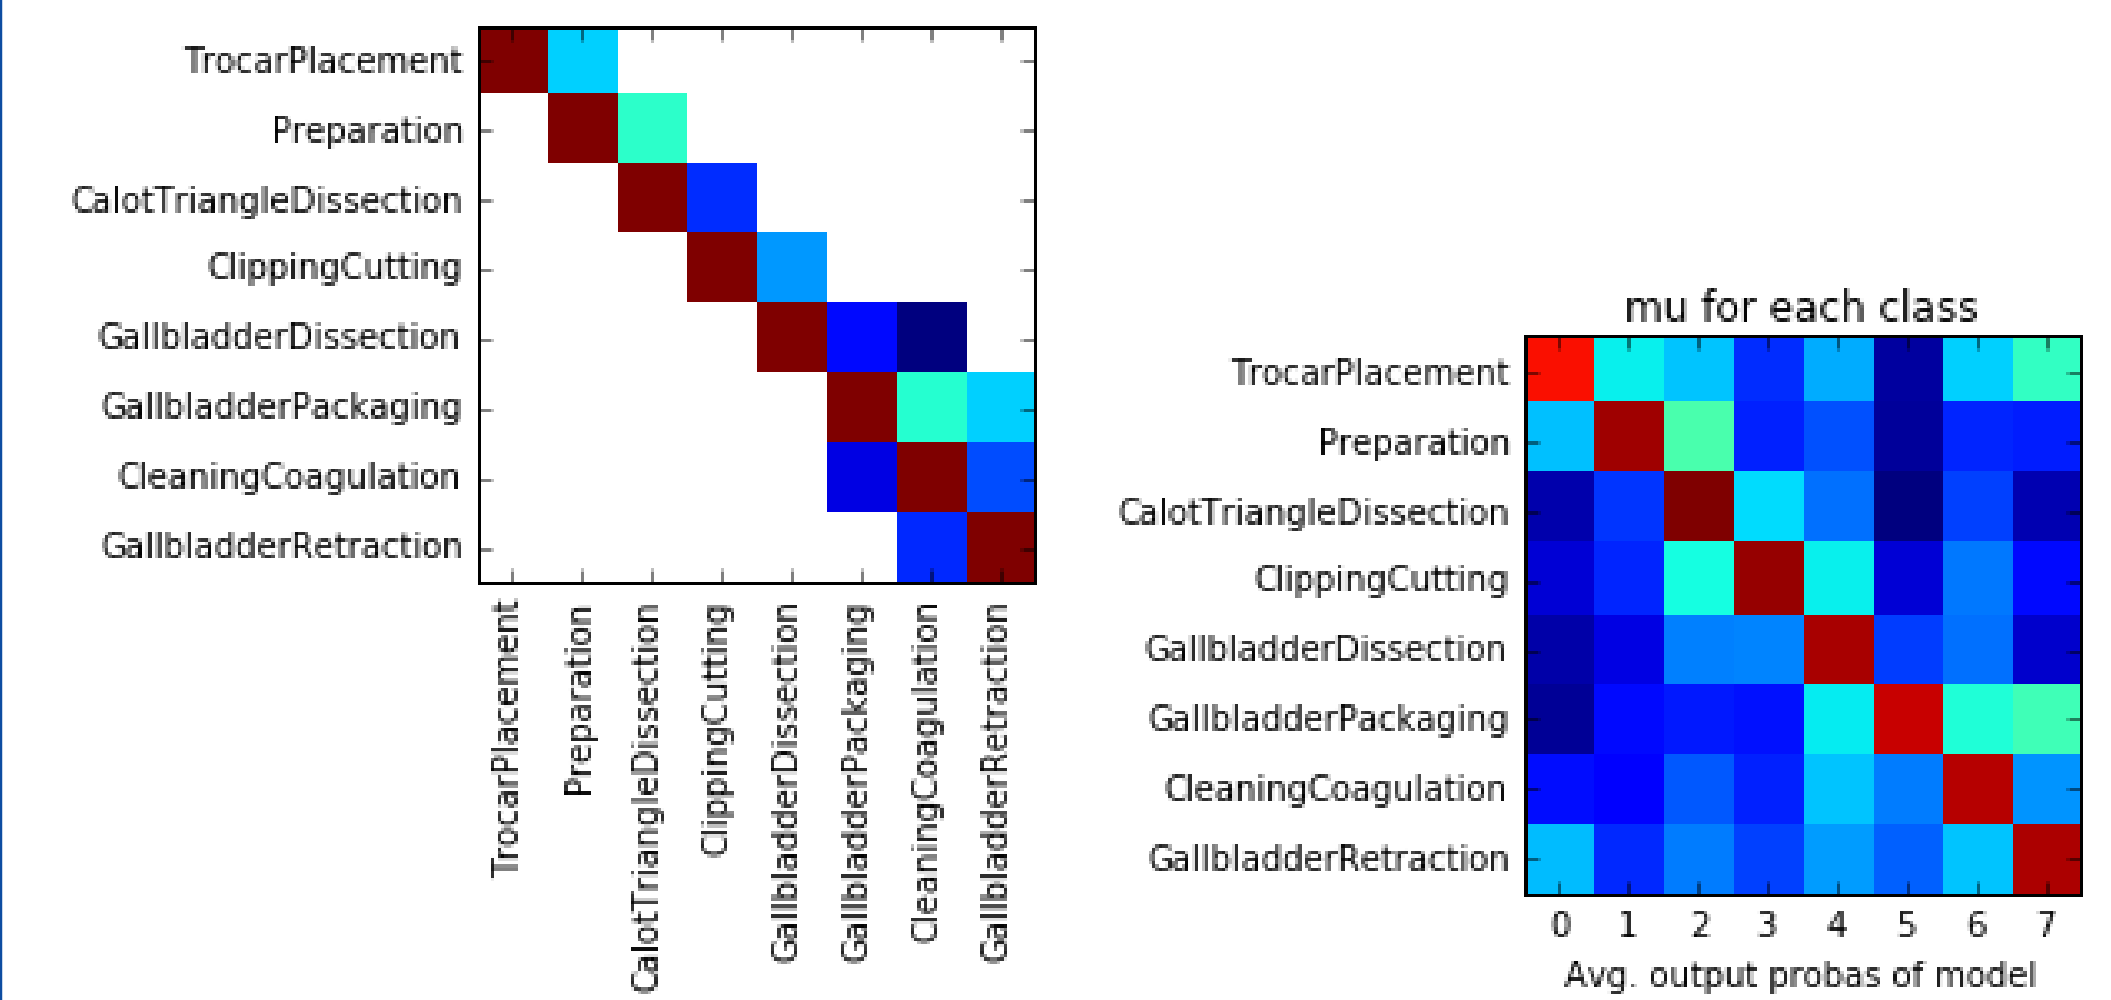 TrocarPlacement
Preparation
CalotTriangleDissection
ClippingCutting
GallbladderDissection
GallbladderPackaging
CleaningCoagulation
GallbladderRetraction
TrocarPlacement
Preparation
CalotTriangleDissection
ClippingCutting
GallbladderDissection
GallbladderPackaging
CleaningCoagulation
GallbladderRetraction
mu for each class
TrocarPlacement
Preparation
CalotTriangleDissection
ClippingCutting
GallbladderDissection
GallbladderPackaging
CleaningCoagulation
GallbladderRetraction
0 1 2 3 4 5 6 7
Avg. output probas of model